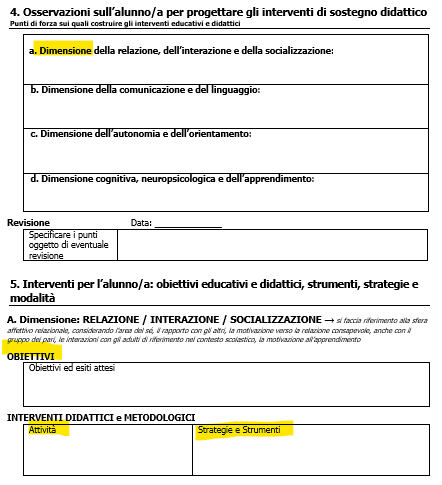 4. Osservazioni sull'alunno/a per progettare gli interventi di sostegno didattico
Punti di forza sui quali costruire gli interventi educativi e didattici
a. Dimensione della relazione, dell'interazione e della socializzazione:
b. Dimensione della comunicazione e del linguaggio:
c. Dimensione dell'autonomia e dell'orientamento:
d. Dimensione cognitiva, neuropsicologica e dell'apprendimento:
Revisione Data: _______________
Specificare i punti
oggetto di eventuale
revisione
5. Interventi per l'alunno/a: obiettivi educativi e didattici, strumenti, strategie e
modalità
A. Dimensione: RELAZIONE / INTERAZIONE / SOCIALIZZAZIONE → si faccia riferimento alla sfera
affettivo relazionale, considerando l'area del sé, il rapporto con gli altri, la motivazione verso la relazione consapevole, anche con il
gruppo dei pari, le interazioni con gli adulti di riferimento nel contesto scolastico, la motivazione all'apprendimento
OBIETTIVI
Obiettivi ed esiti attesi
INTERVENTI DIDATTICI e METODOLOGICI
Attività
Strategie e Strumenti